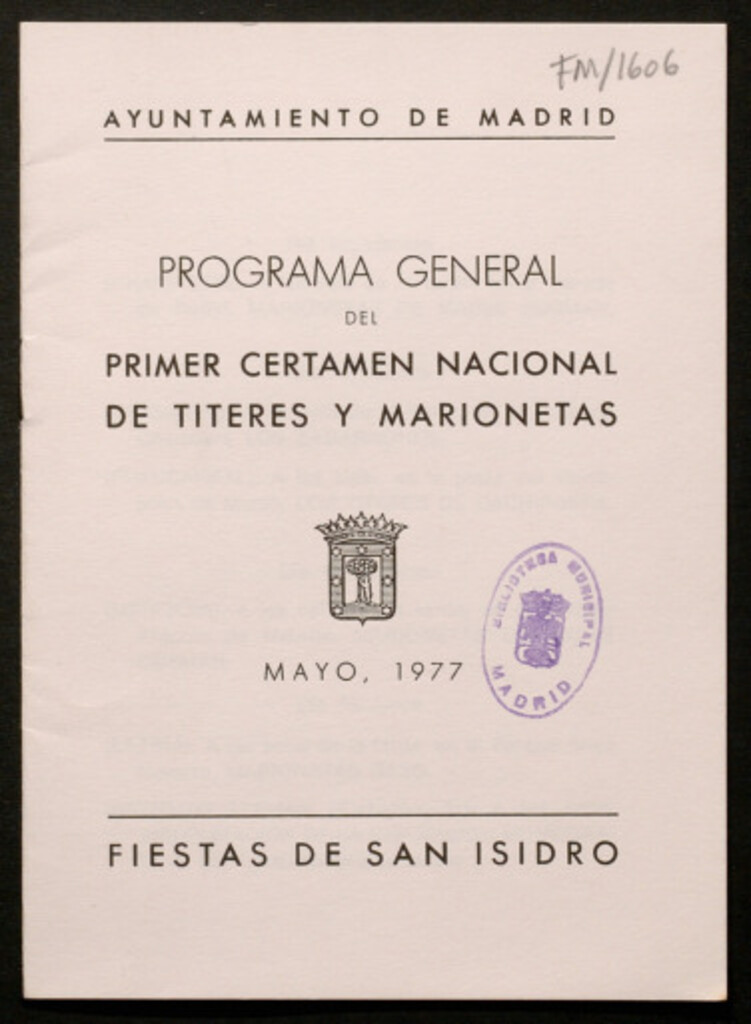 FM/1606
AYUNTAMIENTO DE MADRID
PROGRAMA GENERAL
DEL
PRIMER CERTAMEN NACIONAL
DE TITERES Y MARIONETAS
BIBLIOTECA MUNICIPAL
MADRID
MAYO, 1977
FIESTAS DE SAN ISIDRO